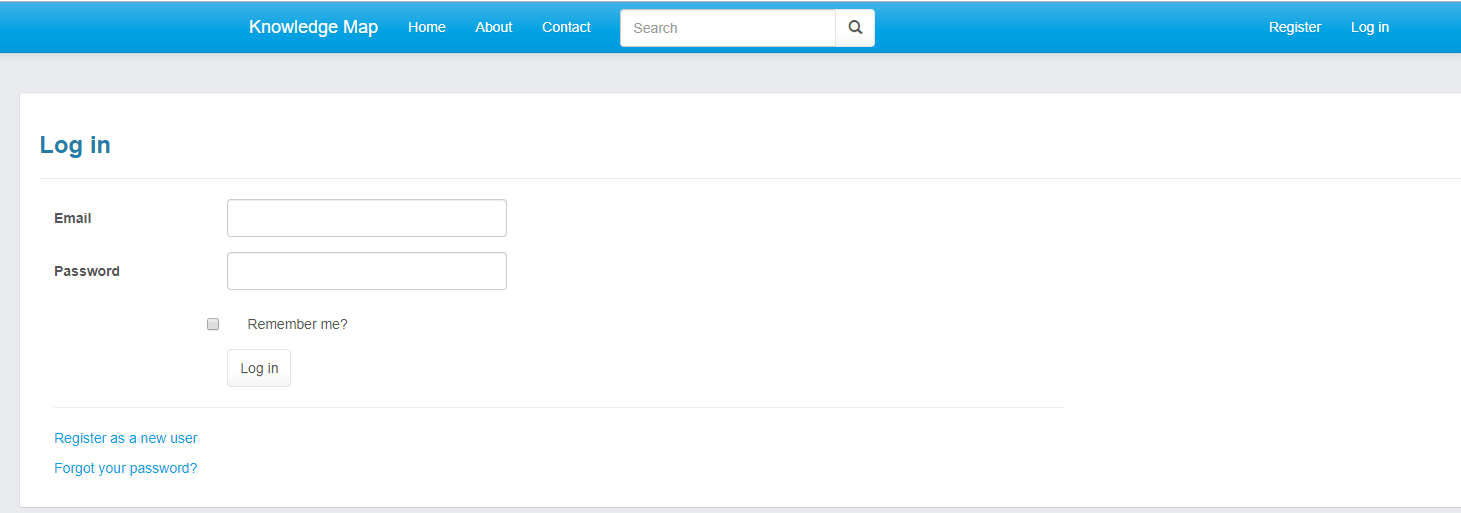 Knowledge Map Home About Contact Search Register Log in
Log in
Email
Password
Remember me?
Log in
Register as a new user
Forgot your password?